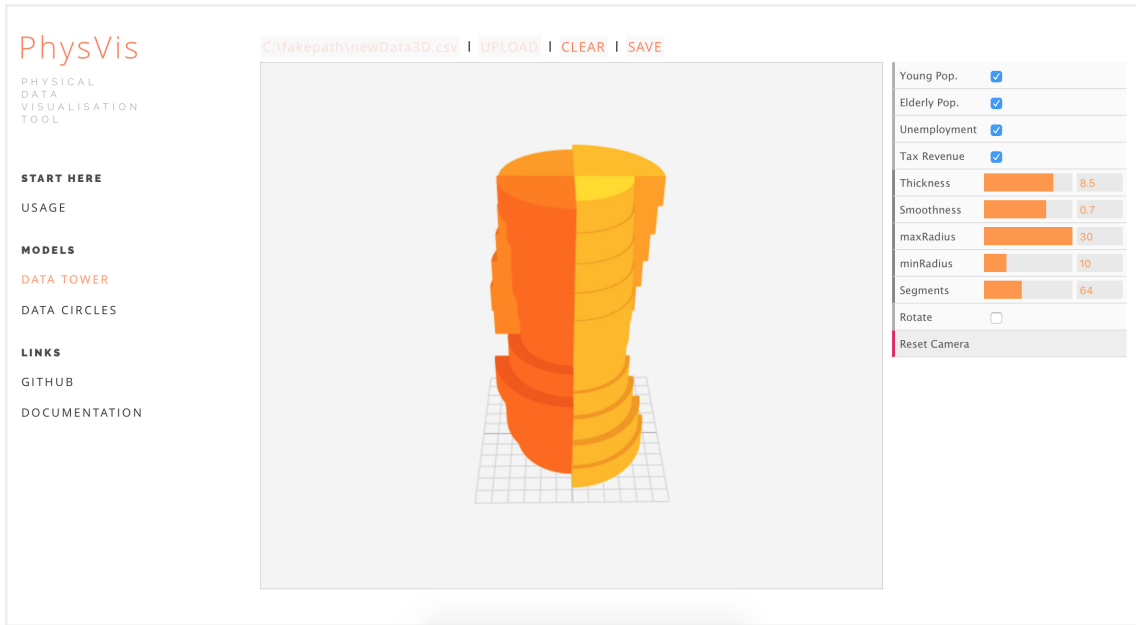 PhysVis
PHYSICAL
DATA
VISUALISATION
TOOL
START HERE
USAGE
MODELS
DATA TOWER
DATA CIRCLES
LINKS
GITHUB
DOCUMENTATION
C:\fakepath\newData3D.csv | UPLOAD | CLEAR | SAVE
Young Pop.
Elderly Pop.
Unemployment
Tax Revenue
Thickness 8.5
Smoothness 0.7
maxRadius 30
minRadius 10
Segments 64
Rotate
Reset Camera